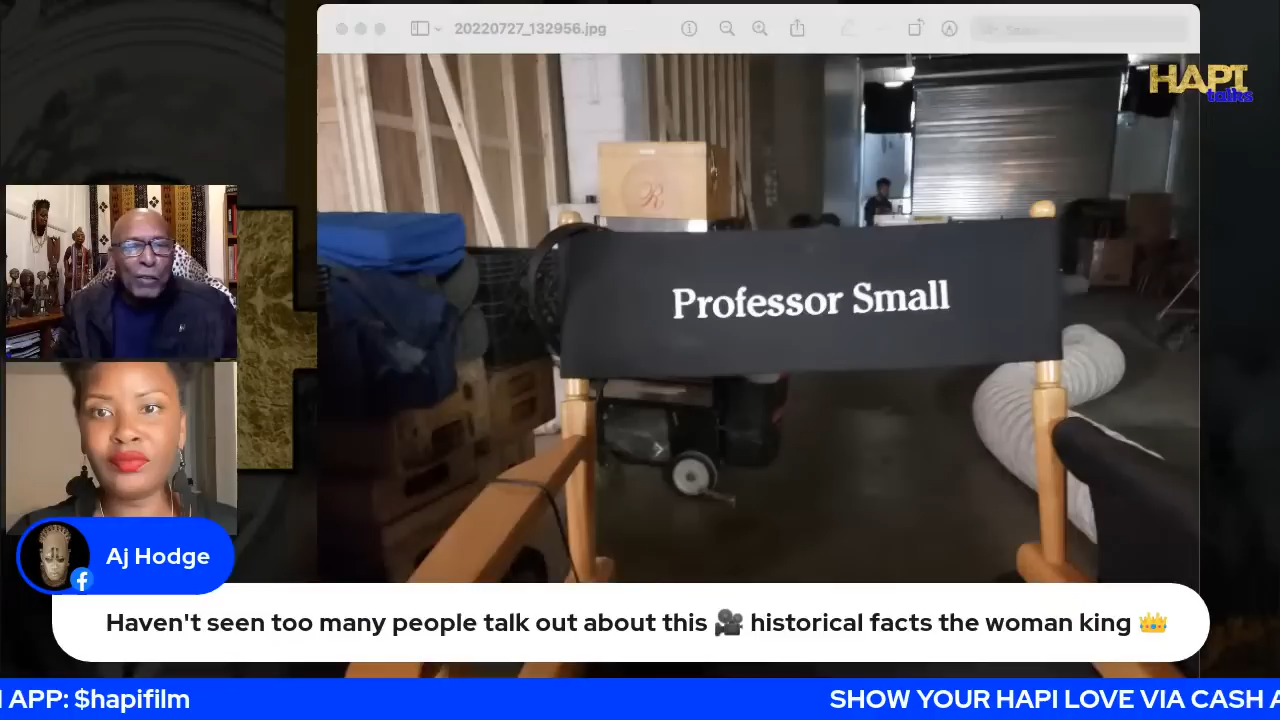 20220727_132956.jpg
HAPI
talks
R
Professor Small
Aj Hodge
Haven't seen too many people talk out about this 🎥 historical facts the woman king 👑
APP: $hapifilm
SHOW YOUR HAPI LOVE VIA CASH